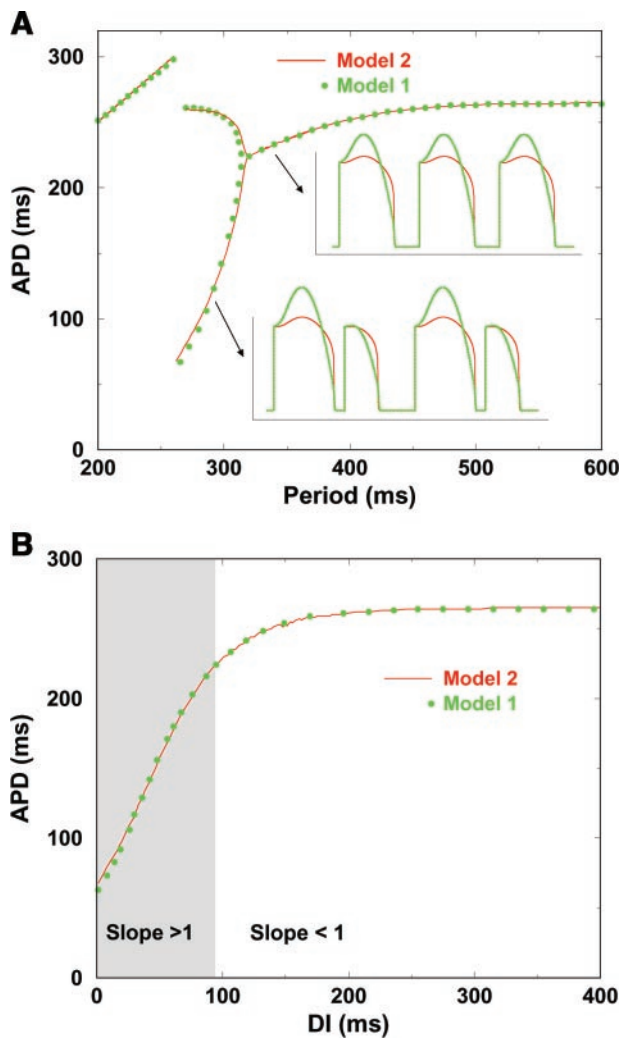 A
300
200
100
0
APD (ms)
Model 2
Model 1
200
300
400
500
600
Period (ms)
B
300
200
100
0
APD (ms)
Model 2
Model 1
Slope >1
Slope < 1
0
100
200
300
400
DI (ms)